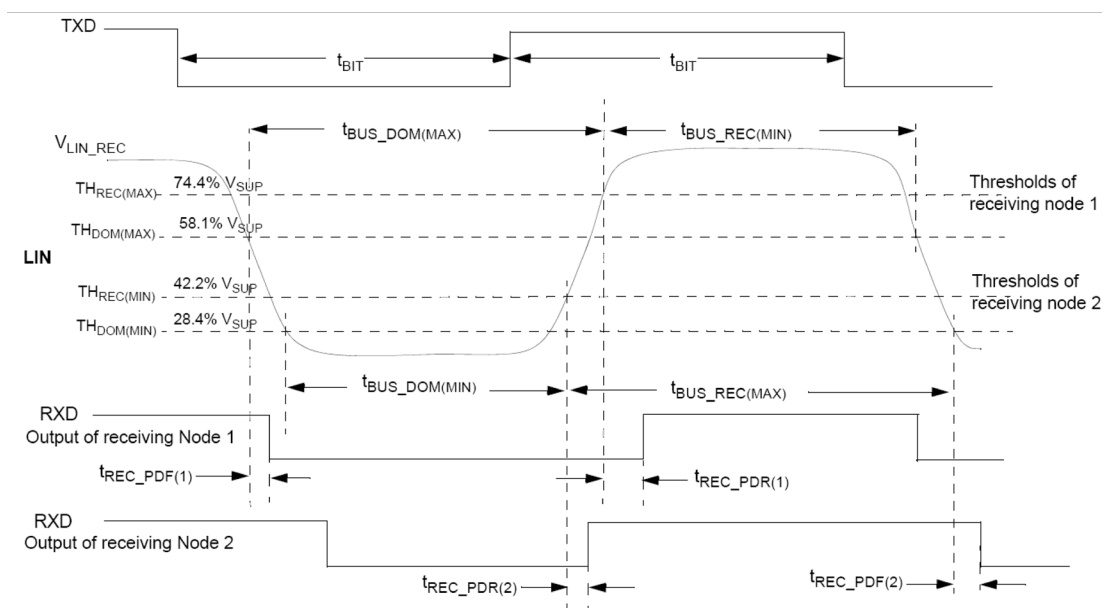 TXD
tBIT
tBIT
tBUS_DOM(MAX)
tBUS_REC(MIN)
VLIN_REC
THREC(MAX) 74.4% VSUP
Thresholds of
receiving node 1
THDOM(MAX) 58.1% VSUP
LIN
THREC(MIN) 42.2% VSUP
Thresholds of
receiving node 2
THDOM(MIN) 28.4% VSUP
tBUS_DOM(MIN)
tBUS_REC(MAX)
RXD
Output of receiving Node 1
tREC_PDF(1)
tREC_PDR(1)
RXD
Output of receiving Node 2
tREC_PDR(2)
tREC_PDF(2)